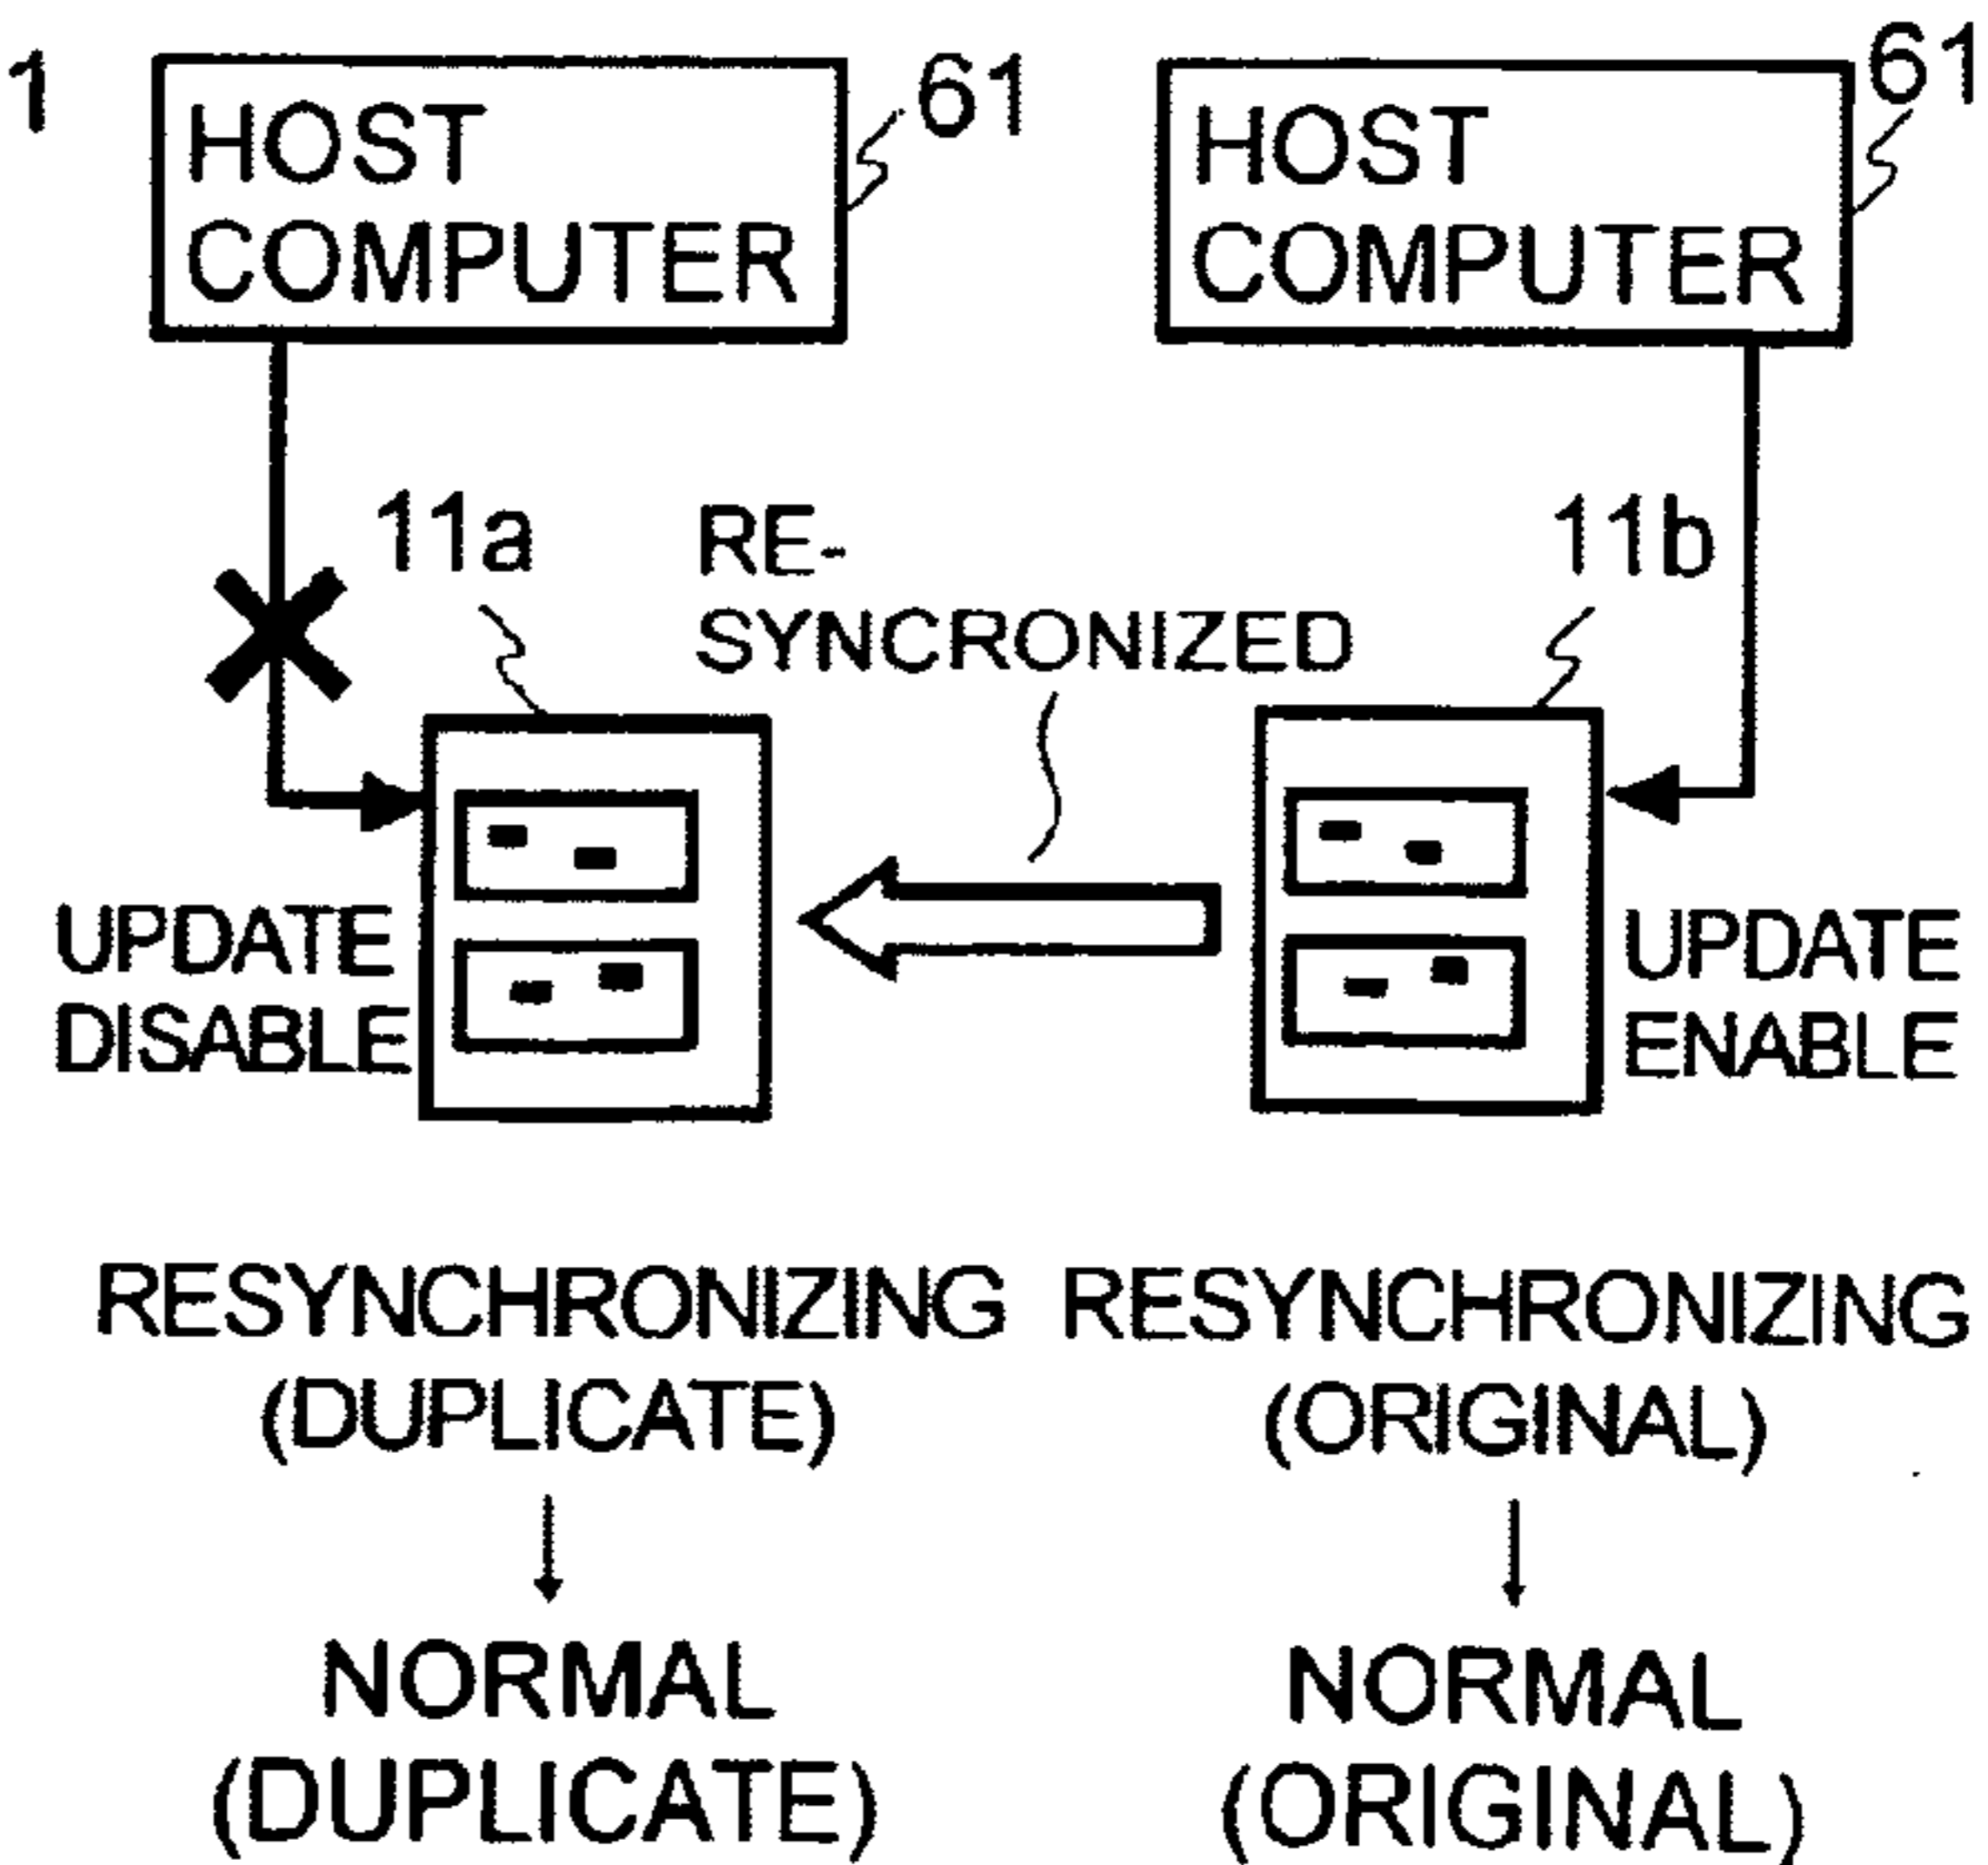 1
HOST
COMPUTER
61
HOST
COMPUTER
61
11a
RE-
SYNCRONIZED
11b
UPDATE
DISABLE
UPDATE
ENABLE
RESYNCHRONIZING
(DUPLICATE)
RESYNCHRONIZING
(ORIGINAL)
NORMAL
(DUPLICATE)
NORMAL
(ORIGINAL)